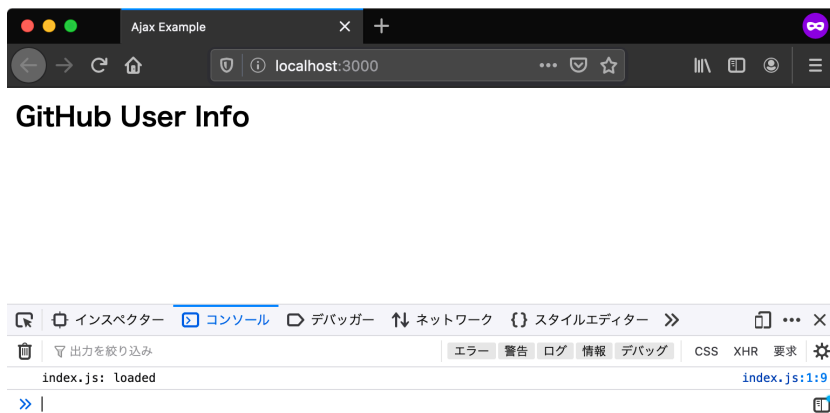 Ajax Example
localhost:3000
GitHub User Info
インスペクター コンソール デバッガー ネットワーク スタイルエディター
出力を絞り込み エラー 警告 ログ 情報 デバッグ CSS XHR 要求
index.js: loaded index.js:1:9